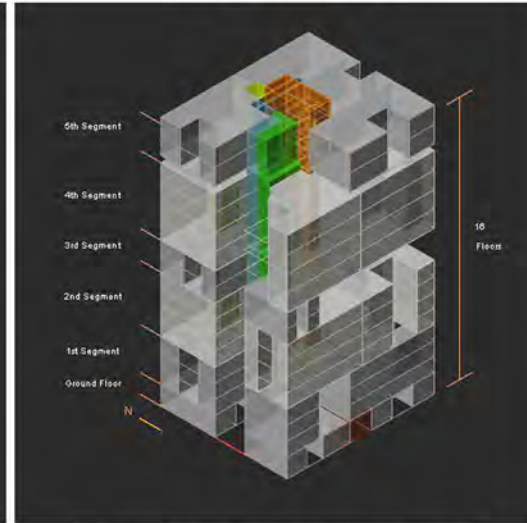 5th Segment
4th Segment
3rd Segment
2nd Segment
1st Segment
Ground Floor
N
16
Floors